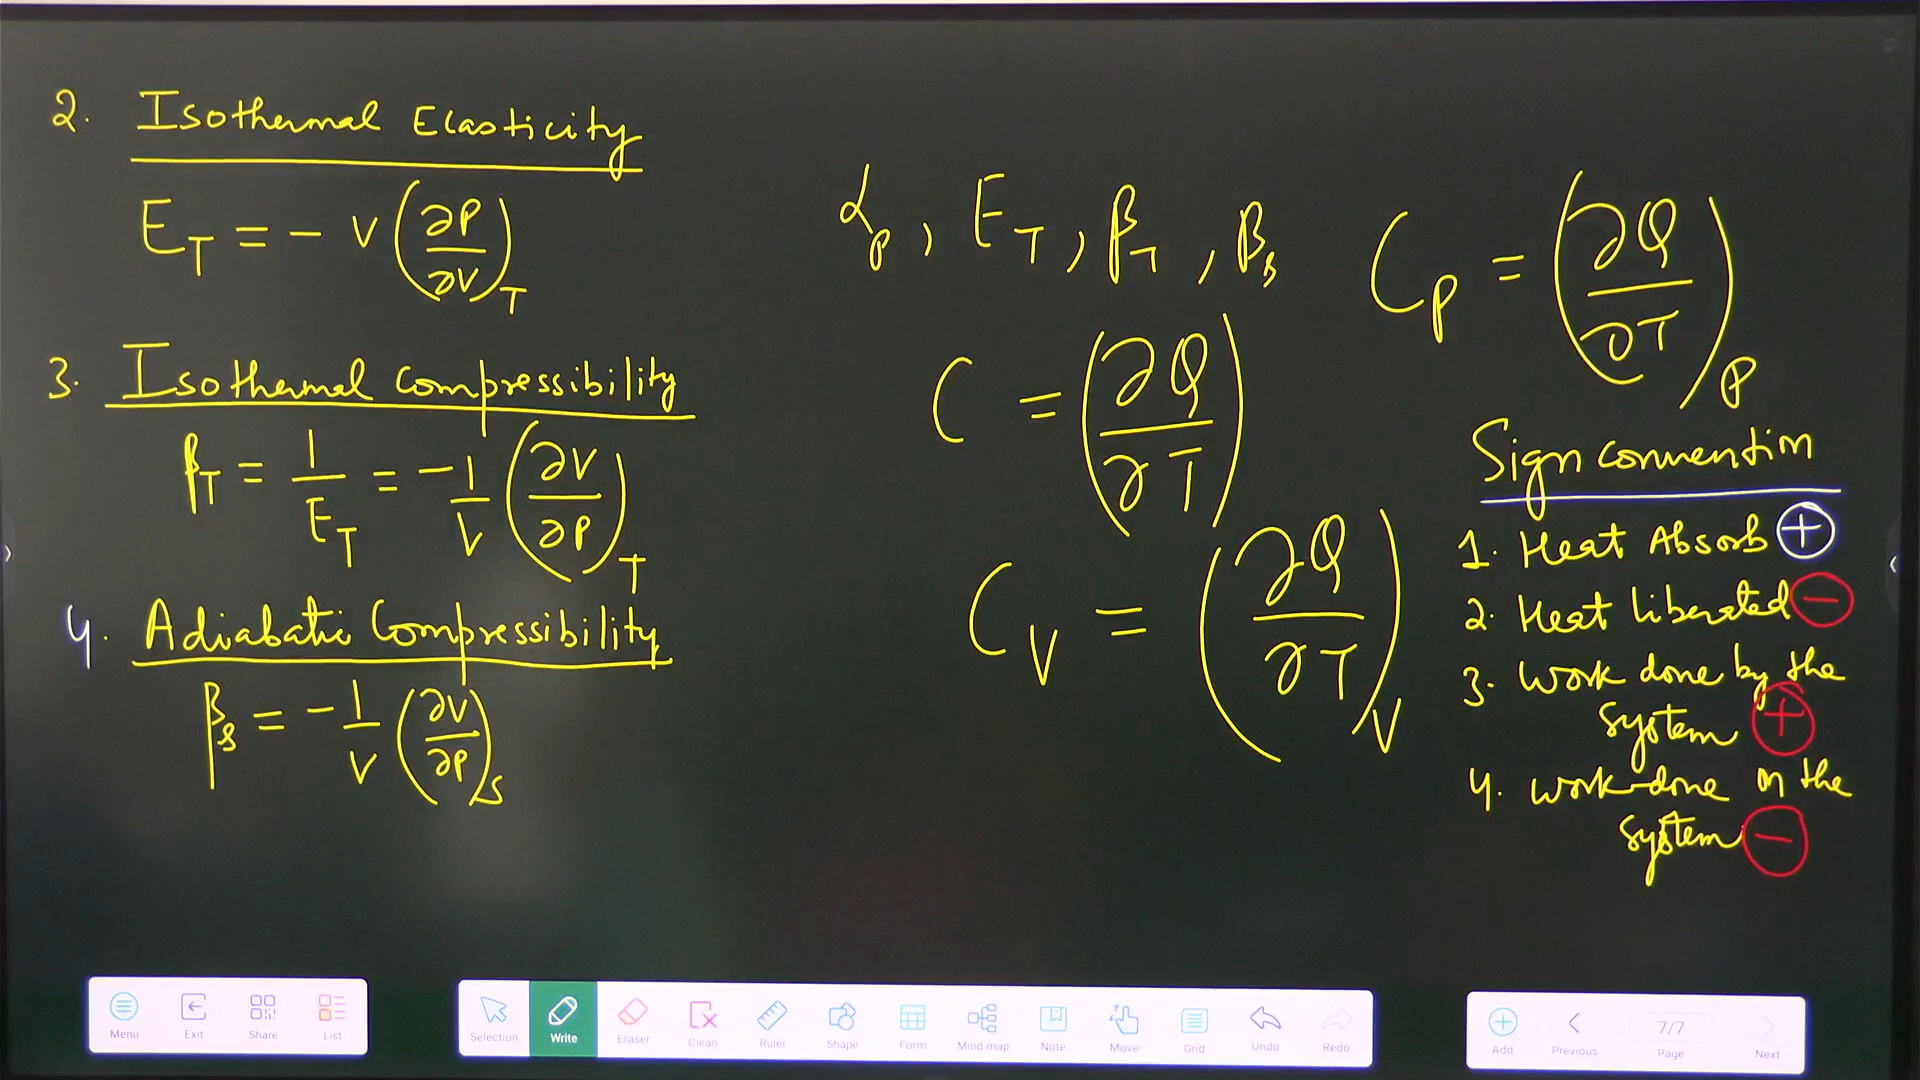 2. Isothermal Elasticity
E_T = - V (∂P/∂V)_T
3. Isothermal Compressibility
β_T = 1/E_T = -1/V (∂V/∂P)_T
4. Adiabatic Compressibility
β_S = -1/V (∂V/∂P)_S
α_P, E_T, β_T, β_S
C = (∂Q/∂T)
C_V = (∂Q/∂T)_V
C_P = (∂Q/∂T)_P
Sign convention
1. Heat Absorb +
2. Heat liberated -
3. Work done by the
System +
4. Work done on the
System -
Menu
Exit
Share
List
Selection
Write
Eraser
Clean
Ruler
Shape
Form
Mind map
Note
Move
Grid
Undo
Redo
Add
Previous
7/7
Page
Next